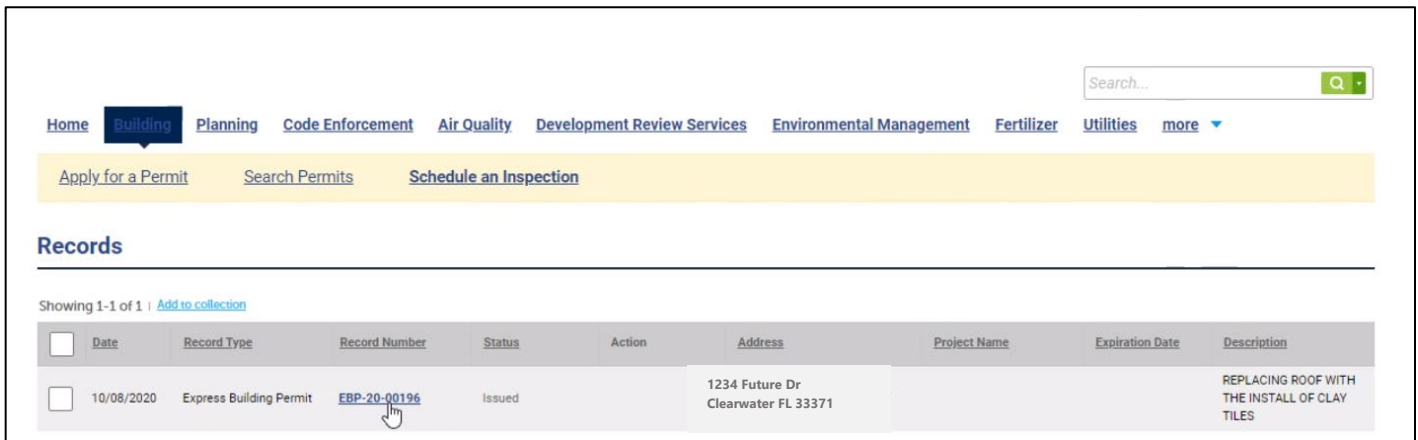 Search...
Home Building Planning Code Enforcement Air Quality Development Review Services Environmental Management Fertilizer Utilities more
Apply for a Permit Search Permits Schedule an Inspection
Records
Showing 1-1 of 1 | Add to collection
Date Record Type Record Number Status Action Address Project Name Expiration Date Description
10/08/2020 Express Building Permit EBP-20-00196 Issued 1234 Future Dr
Clearwater FL 33371
REPLACING ROOF WITH
THE INSTALL OF CLAY
TILES